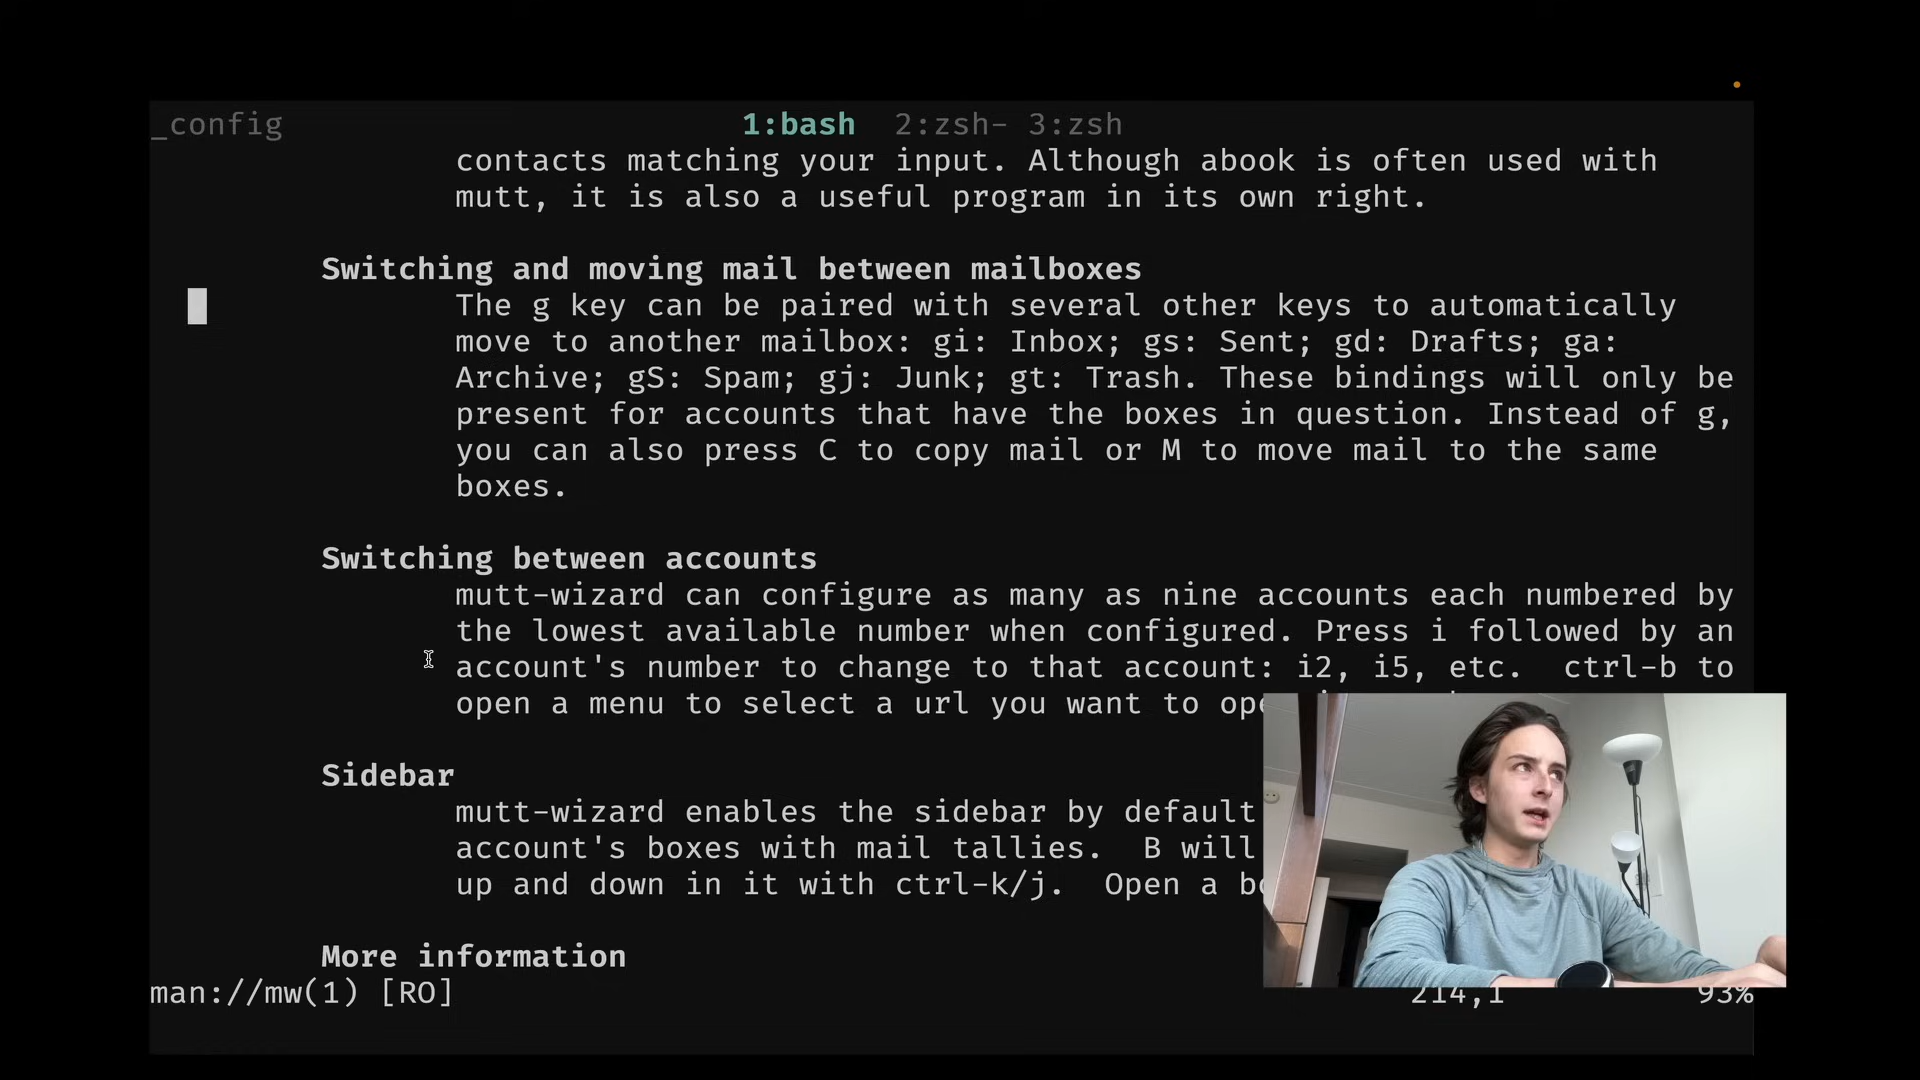 _config 1:bash 2:zsh- 3:zsh
contacts matching your input. Although abook is often used with
mutt, it is also a useful program in its own right.
Switching and moving mail between mailboxes
The g key can be paired with several other keys to automatically
move to another mailbox: gi: Inbox; gs: Sent; gd: Drafts; ga:
Archive; gS: Spam; gj: Junk; gt: Trash. These bindings will only be
present for accounts that have the boxes in question. Instead of g,
you can also press C to copy mail or M to move mail to the same
boxes.
Switching between accounts
mutt-wizard can configure as many as nine accounts each numbered by
the lowest available number when configured. Press i followed by an
account's number to change to that account: i2, i5, etc. ctrl-b to
open a menu to select a url you want to
Sidebar
mutt-wizard enables the sidebar by default
account's boxes with mail tallies. B will
up and down in it with ctrl-k/j. Open a
More information
man://mw(1) [RO] 214,1 93%